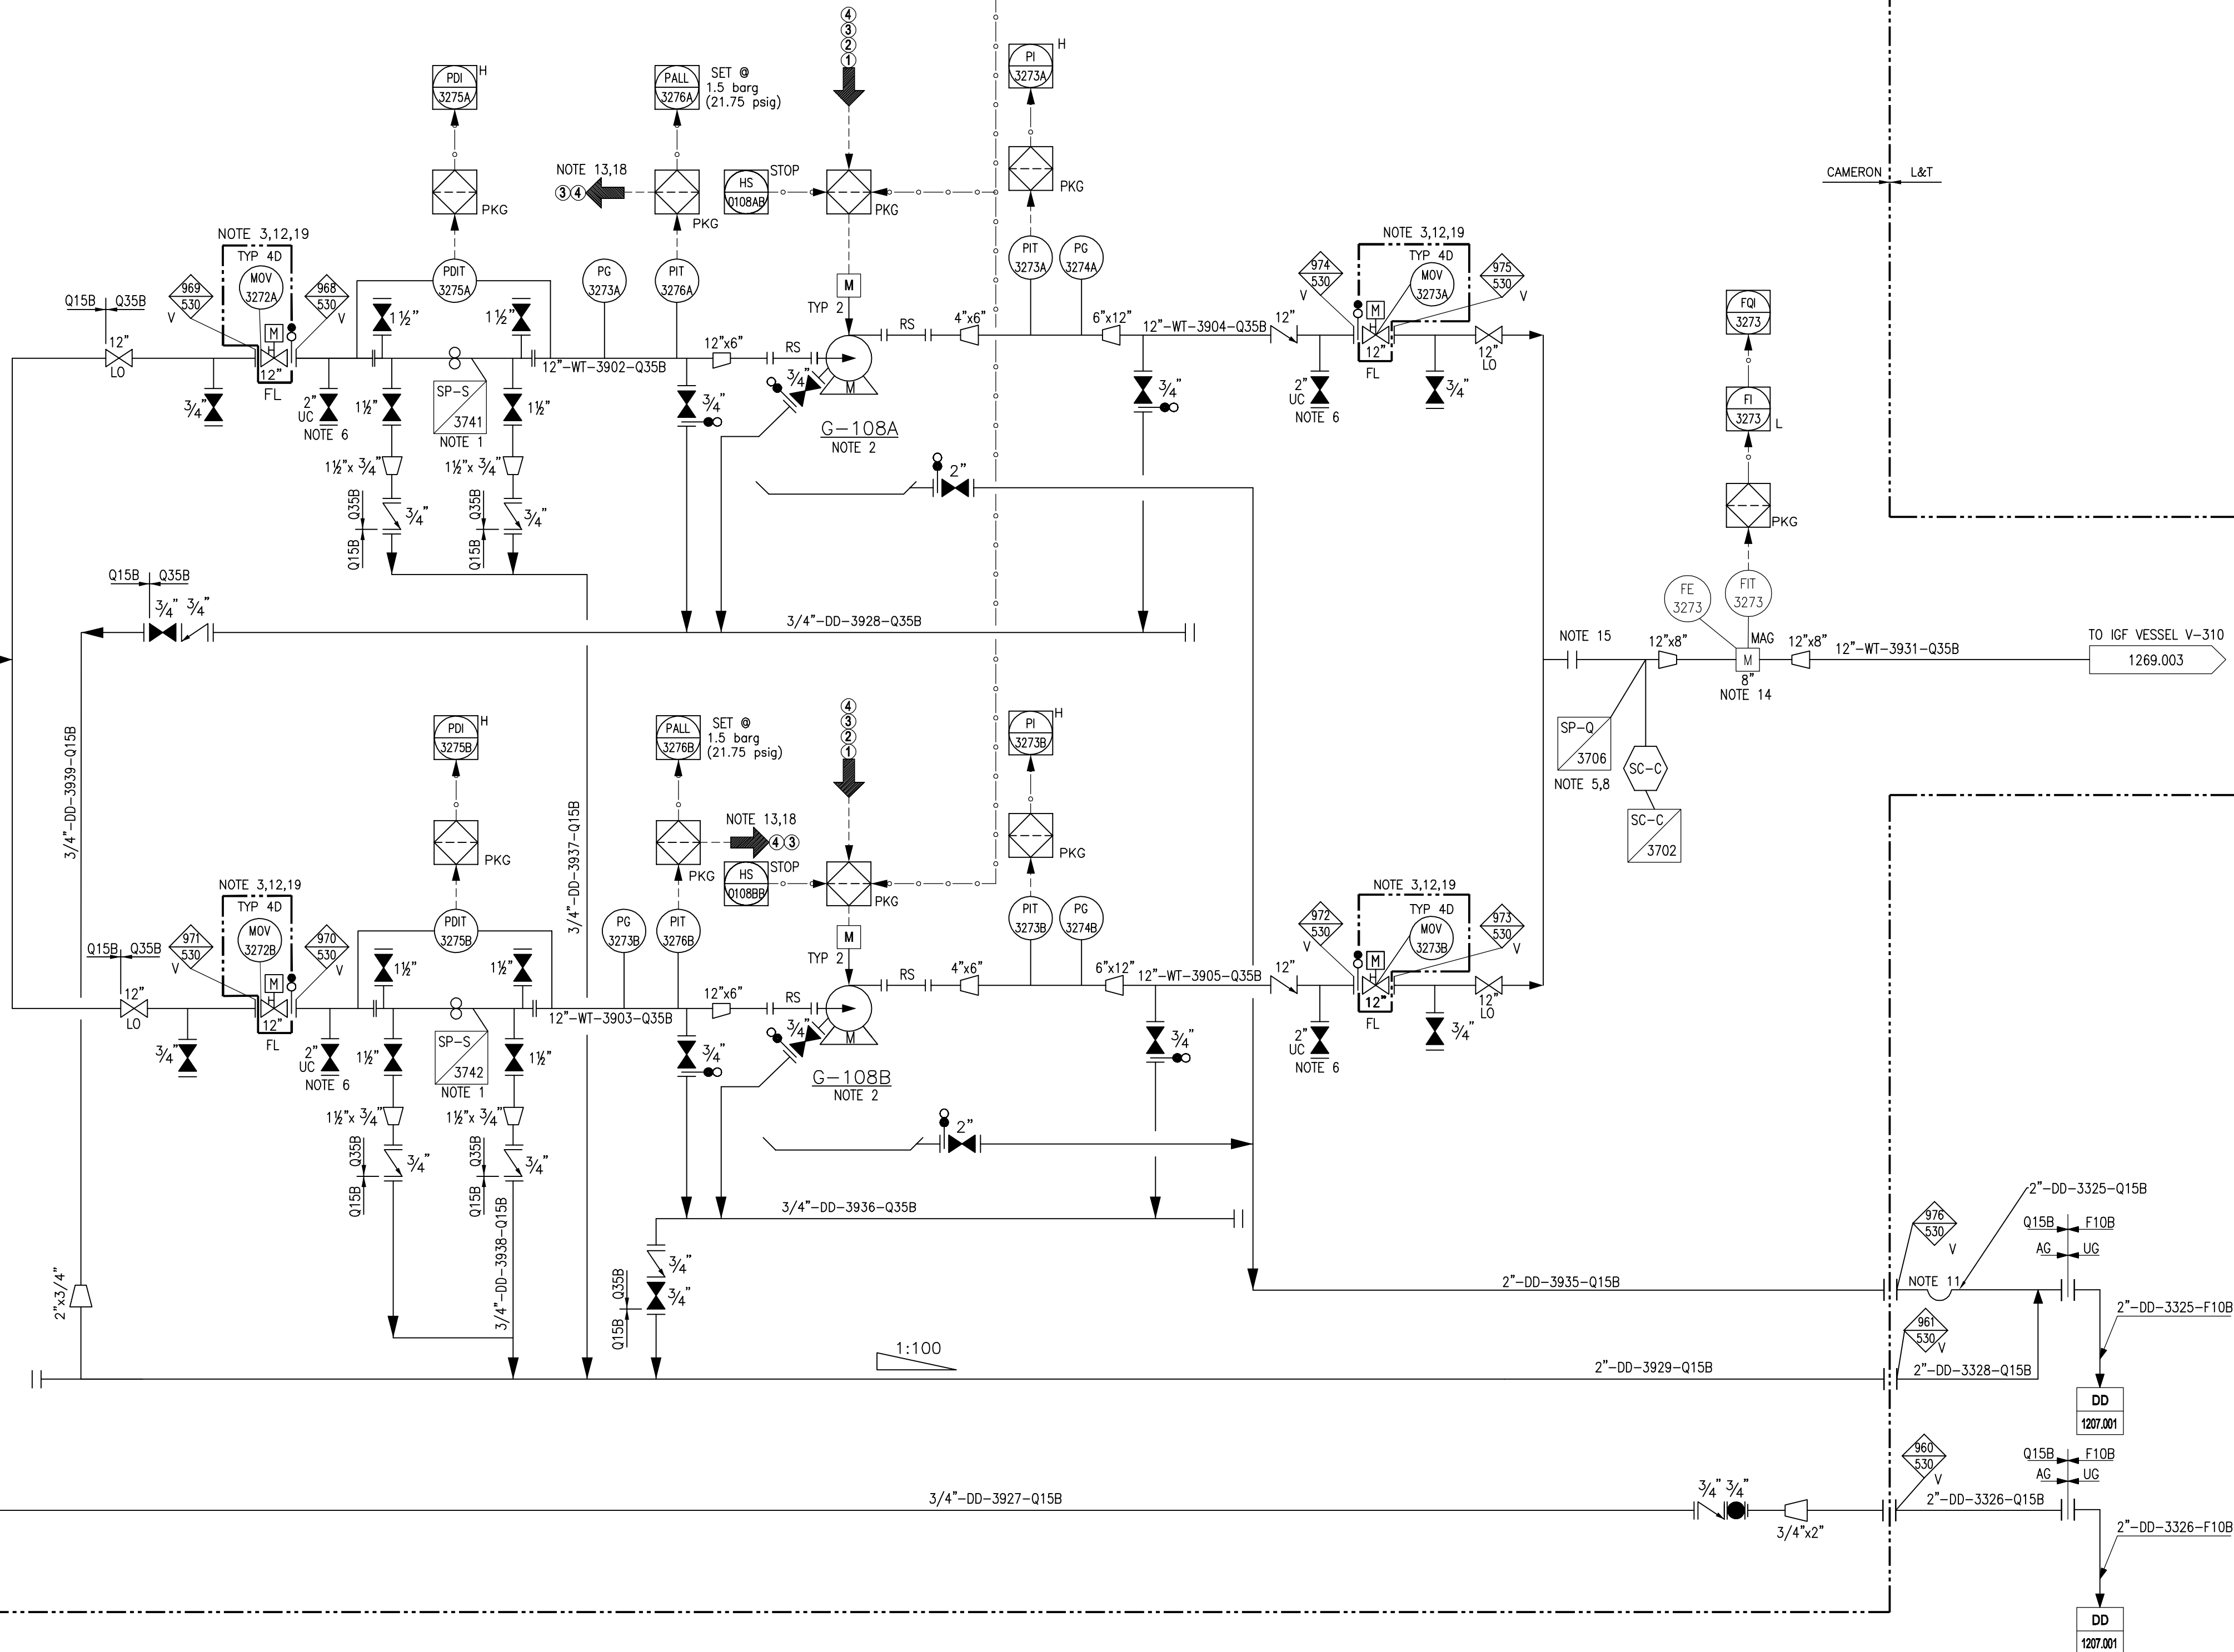 4
3
2
1
PDI
3275A
H
PALL
3276A
SET @
1.5 barg
(21.75 psig)
PI
3273A
H
CAMERON
L&T
NOTE 13,18
3 4
PKG
PKG
HS
0108AB
STOP
PKG
PKG
NOTE 3,12,19
TYP 4D
MOV
3272A
969
530
V
968
530
V
Q15B
Q35B
12"
LO
M
12"
FL
3/4"
2"
UC
NOTE 6
PDIT
3275A
1½"
1½"
1½"
1½"
SP-S
3741
NOTE 1
1½"x 3/4"
1½"x 3/4"
Q35B
Q15B
3/4"
Q35B
Q15B
3/4"
PG
3273A
PIT
3276A
12"-WT-3902-Q35B
12"x6"
RS
3/4"
3/4"
M
TYP 2
M
G-108A
NOTE 2
RS
4"x6"
PIT
3273A
PG
3274A
6"x12"
12"-WT-3904-Q35B
12"
3/4"
974
530
V
NOTE 3,12,19
TYP 4D
MOV
3273A
M
975
530
V
12"
FL
2"
UC
NOTE 6
3/4"
12"
LO
2"
FQI
3273
FI
3273
L
PKG
FIT
3273
FE
3273
MAG
M
8"
NOTE 14
NOTE 15
12"x8"
12"x8"
12"-WT-3931-Q35B
TO IGF VESSEL V-310
1269.003
SP-Q
3706
NOTE 5,8
SC-C
SC-C
3702
Q15B
Q35B
3/4"
3/4"
3/4"-DD-3928-Q35B
3/4"-DD-3939-Q15B
3/4"-DD-3937-Q15B
PDI
3275B
H
PALL
3276B
SET @
1.5 barg
(21.75 psig)
4
3
2
1
PI
3273B
H
NOTE 13,18
4 3
PKG
PKG
HS
0108BB
STOP
PKG
PKG
NOTE 3,12,19
TYP 4D
MOV
3272B
971
530
V
970
530
V
Q15B
Q35B
12"
LO
M
12"
FL
3/4"
2"
UC
NOTE 6
PDIT
3275B
1½"
1½"
1½"
1½"
SP-S
3742
NOTE 1
1½"x 3/4"
1½"x 3/4"
Q35B
Q15B
3/4"
Q35B
Q15B
3/4"
PG
3273B
PIT
3276B
12"-WT-3903-Q35B
12"x6"
RS
3/4"
3/4"
M
TYP 2
M
G-108B
NOTE 2
RS
4"x6"
PIT
3273B
PG
3274B
6"x12"
12"-WT-3905-Q35B
12"
3/4"
972
530
V
NOTE 3,12,19
TYP 4D
MOV
3273B
M
973
530
V
12"
FL
2"
UC
NOTE 6
3/4"
12"
LO
2"
3/4"-DD-3936-Q35B
3/4"-DD-3938-Q15B
3/4"
3/4"
Q35B
Q15B
2"x3/4"
1:100
2"-DD-3935-Q15B
2"-DD-3929-Q15B
976
530
V
2"-DD-3325-Q15B
NOTE 11
Q15B
F10B
AG
UG
961
530
V
2"-DD-3328-Q15B
2"-DD-3325-F10B
DD
1207.001
3/4"-DD-3927-Q15B
3/4"
3/4"
3/4"x2"
960
530
V
2"-DD-3326-Q15B
Q15B
F10B
AG
UG
2"-DD-3326-F10B
DD
1207.001